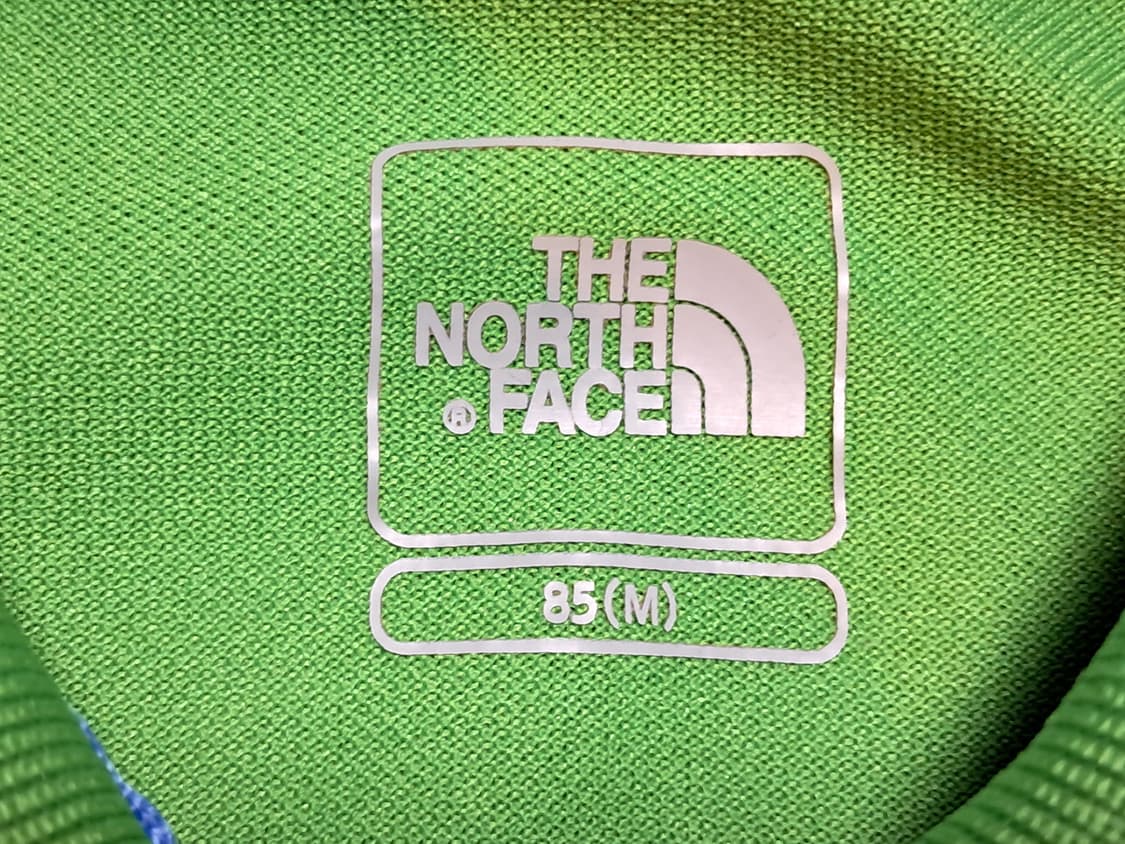 THE
NORTH
® FACE
85(M)